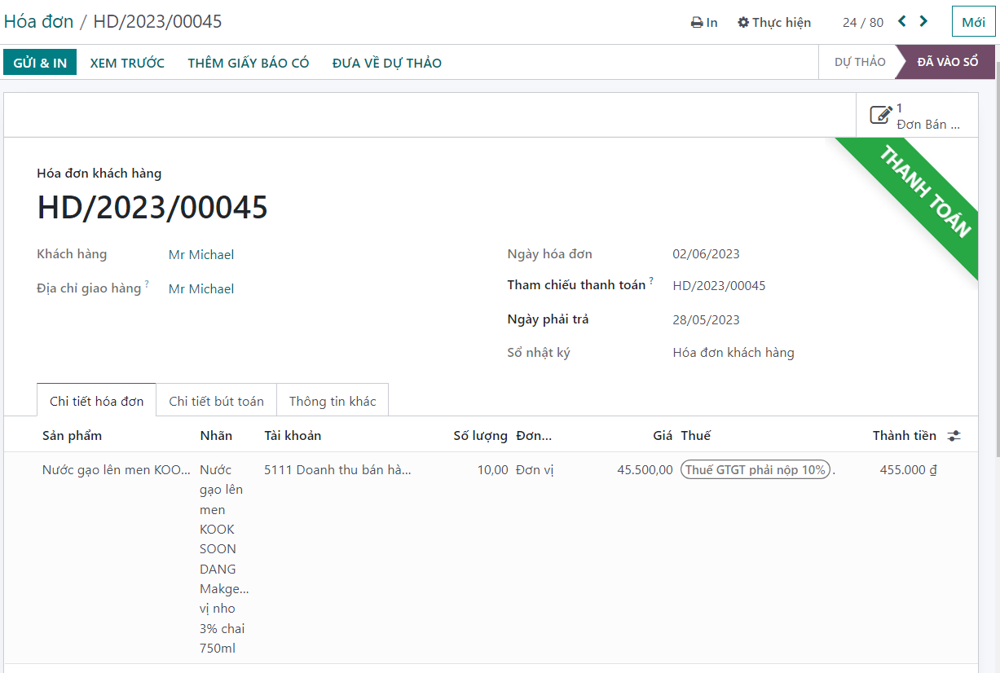 Hóa đơn / HD/2023/00045
In
Thực hiện
24 / 80
Mới
GỬI & IN
XEM TRƯỚC
THÊM GIẤY BÁO CÓ
ĐƯA VỀ DỰ THẢO
DỰ THẢO
ĐÃ VÀO SỔ
1
Đơn Bán ...
THANH TOÁN
Hóa đơn khách hàng
HD/2023/00045
Khách hàng
Mr Michael
Địa chỉ giao hàng ?
Mr Michael
Ngày hóa đơn
02/06/2023
Tham chiếu thanh toán ?
HD/2023/00045
Ngày phải trả
28/05/2023
Sổ nhật ký
Hóa đơn khách hàng
Chi tiết hóa đơn
Chi tiết bút toán
Thông tin khác
Sản phẩm
Nhãn
Tài khoản
Số lượng
Đơn...
Giá
Thuế
Thành tiền
Nước gạo lên men KOO...
Nước
gạo lên
men
KOOK
SOON
DANG
Makge...
vị nho
3% chai
750ml
5111 Doanh thu bán hà...
10,00
Đơn vị
45.500,00
Thuế GTGT phải nộp 10% .
455.000 ₫